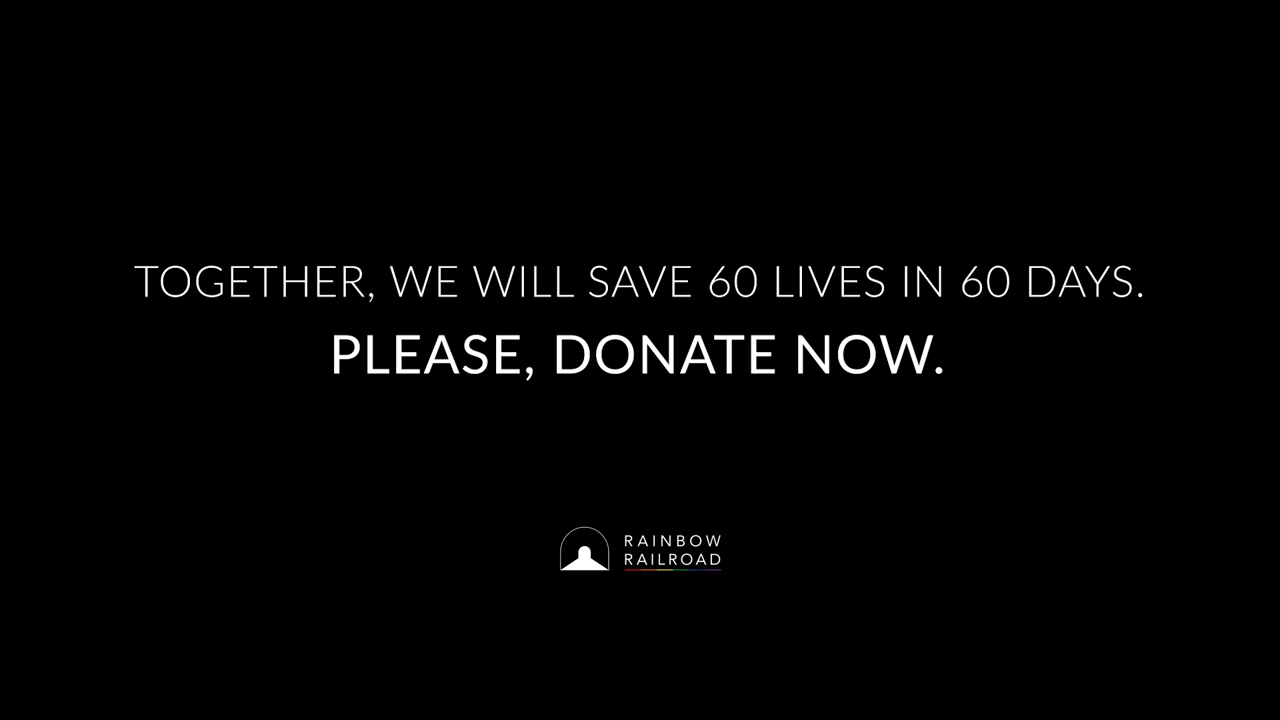 TOGETHER, WE WILL SAVE 60 LIVES IN 60 DAYS.
PLEASE, DONATE NOW.
RAINBOW
RAILROAD